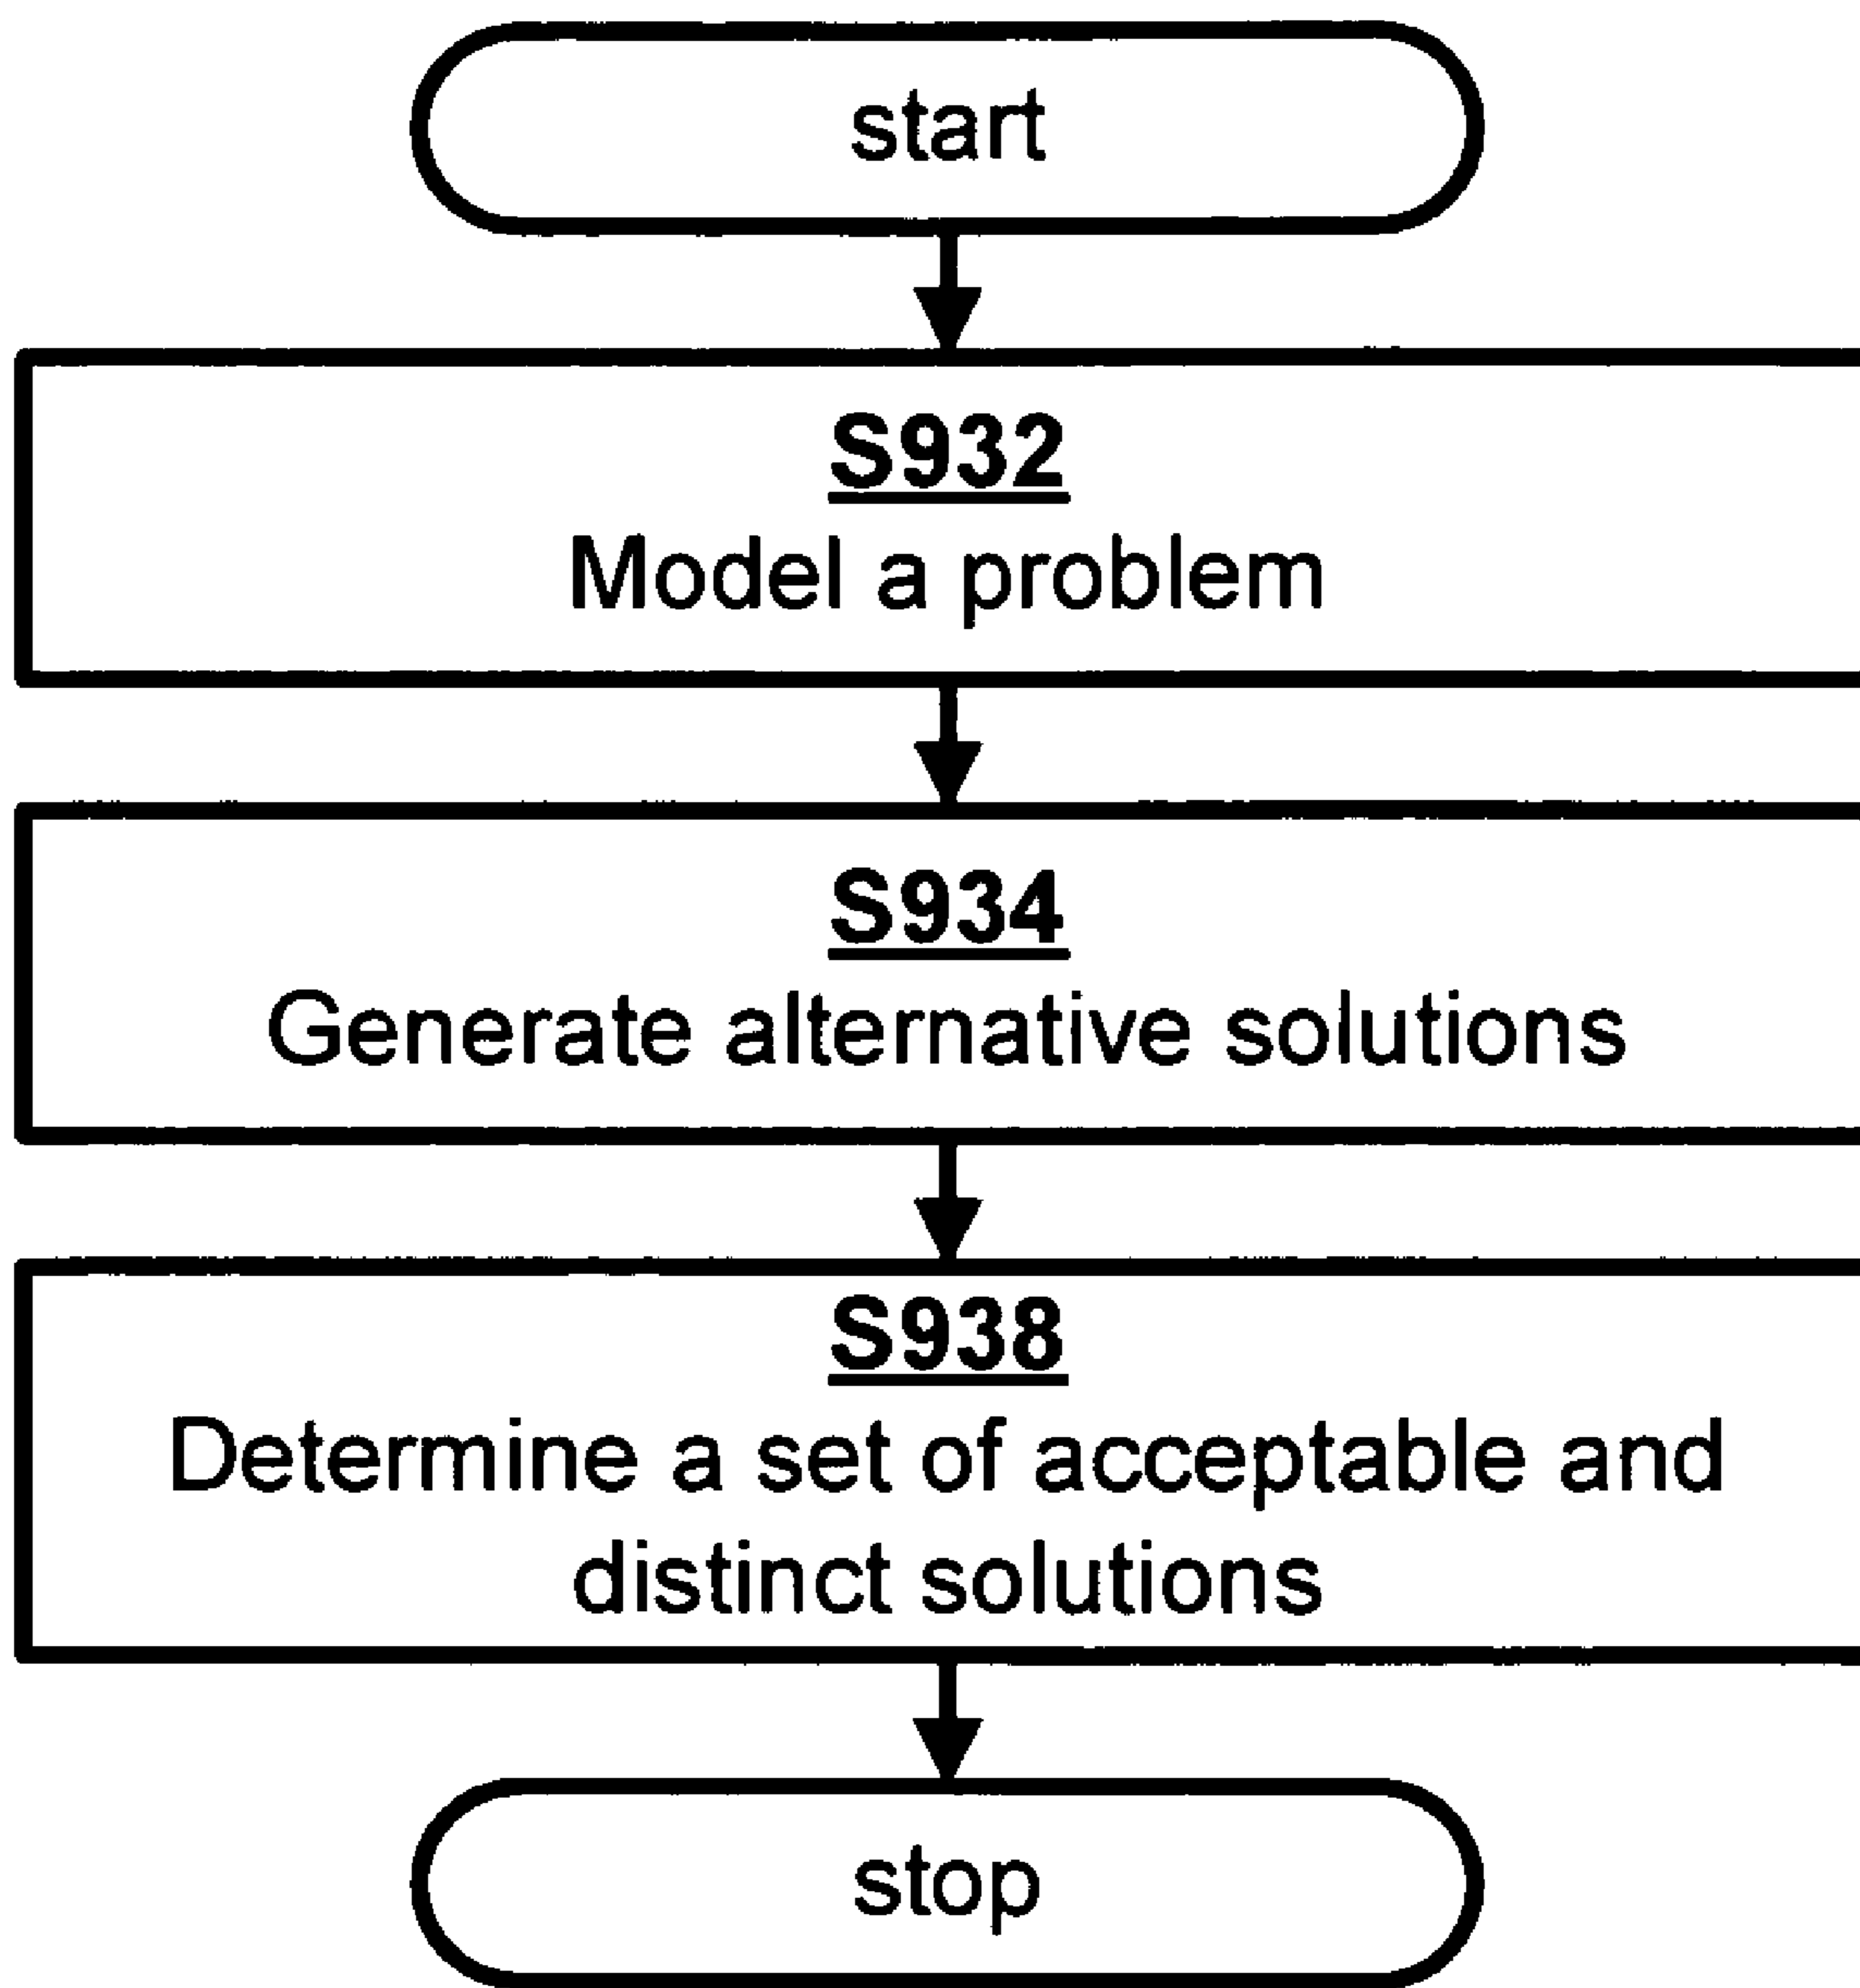 start
S932
Model a problem
S934
Generate alternative solutions
S938
Determine a set of acceptable and
distinct solutions
stop